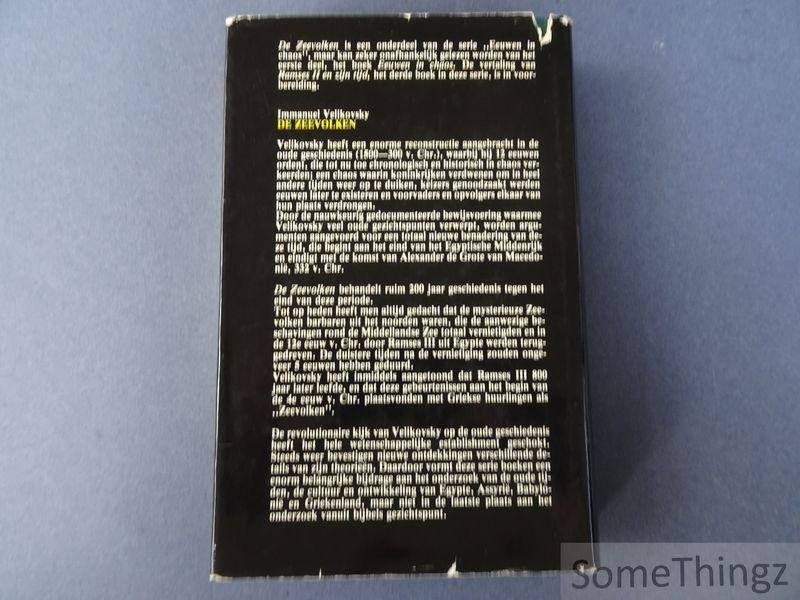 De Zeevolken is een onderdeel van de serie ,,Eeuwen in
chaos", maar kan zeker onafhankelijk gelezen worden van het
eerste deel, het boek Eeuwen in chaos. De vertaling van
Ramses II en zijn tijd, het derde boek in deze serie, is in voor-
bereiding.
Immanuel Velikovsky
DE ZEEVOLKEN
Velikovsky heeft een enorme reconstructie aangebracht in de
oude geschiedenis (1500—300 v. Chr.), waarbij hij 12 eeuwen
ordent, die tot nu toe chronologisch en historisch in chaos ver-
keerden; een chaos waarin koninkrijken verdwenen om in het
andere tijden weer op te duiken, keizers genoodzaakt werden
eeuwen later te existeren en voorvaders en opvolgers elkaar van
hun plaats verdrongen.
Door de nauwkeurig gedocumenteerde bewijsvoering waarmee
Velikovsky veel oude gezichtspunten verwerpt, worden argu-
menten aangevoerd voor een totaal nieuwe benadering van de-
ze tijd, die begint aan het eind van het Egyptische Middenrijk
en eindigt met de komst van Alexander de Grote van Macedo-
nië, 332 v. Chr.
De Zeevolken behandelt ruim 200 jaar geschiedenis tegen het
eind van deze periode.
Tot op heden heeft men altijd gedacht dat de mysterieuze Zee-
volken barbaren uit het noorden waren, die de aanwezige be-
schavingen rond de Middellandse Zee totaal vernietigden en in
de 12e eeuw v. Chr. door Ramses III uit Egypte werden terug-
gedreven. De duistere tijden na de vernietiging zouden onge-
veer 5 eeuwen hebben geduurd.
Velikovsky heeft inmiddels aangetoond dat Ramses III 800
jaar later leefde, en dat deze gebeurtenissen aan het begin van
de 4e eeuw v. Chr. plaatsvonden met Griekse huurlingen als
,,Zeevolken".
De revolutionaire kijk van Velikovsky op de oude geschiedenis
heeft het hele wetenschappelijke establishment geschokt.
Steeds weer bevestigen nieuwe ontdekkingen verschillende de-
tails van zijn theorieën. Daardoor vormt deze serie boeken een
enorm belangrijke bijdrage aan het onderzoek van de oude tij-
den, de cultuur en ontwikkeling van Egypte, Assyrië, Babylo-
nië en Griekenland, maar niet in de laatste plaats aan het
onderzoek vanuit bijbels gezichtspunt.
SomeThingz